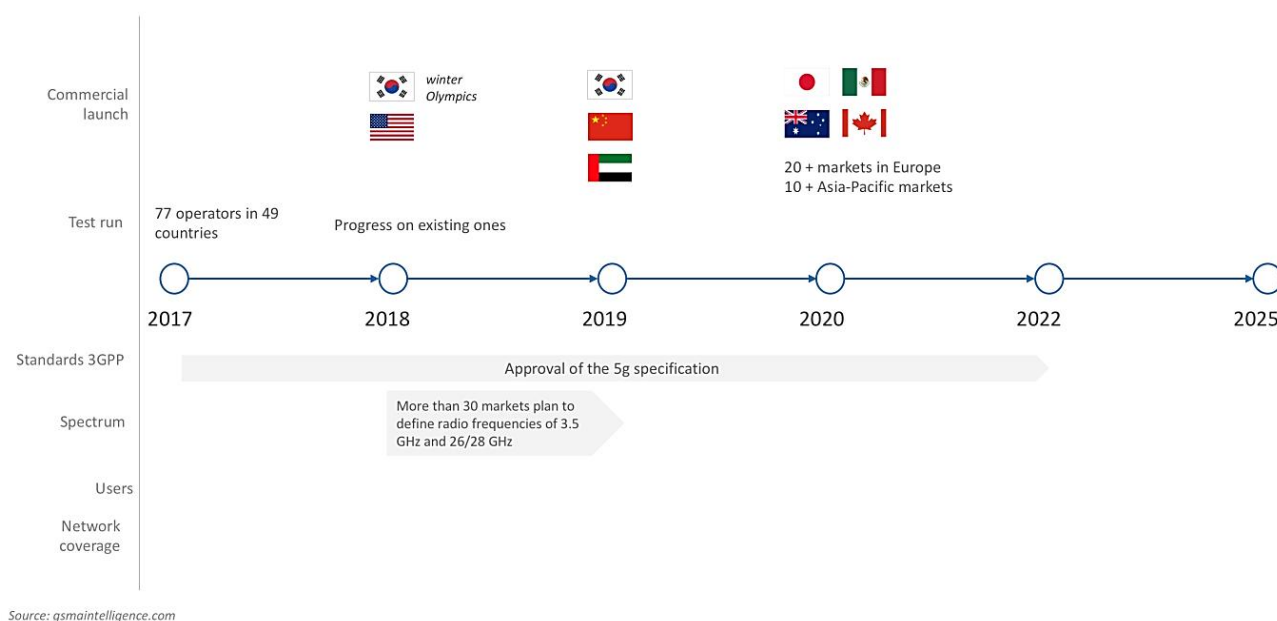 Commercial
launch
winter
Olympics
20 + markets in Europe
10 + Asia-Pacific markets
Test run
77 operators in 49
countries
Progress on existing ones
2017
2018
2019
2020
2022
2025
Standards 3GPP
Approval of the 5g specification
Spectrum
More than 30 markets plan to
define radio frequencies of 3.5
GHz and 26/28 GHz
Users
Network
coverage
Source: gsmaintelligence.com